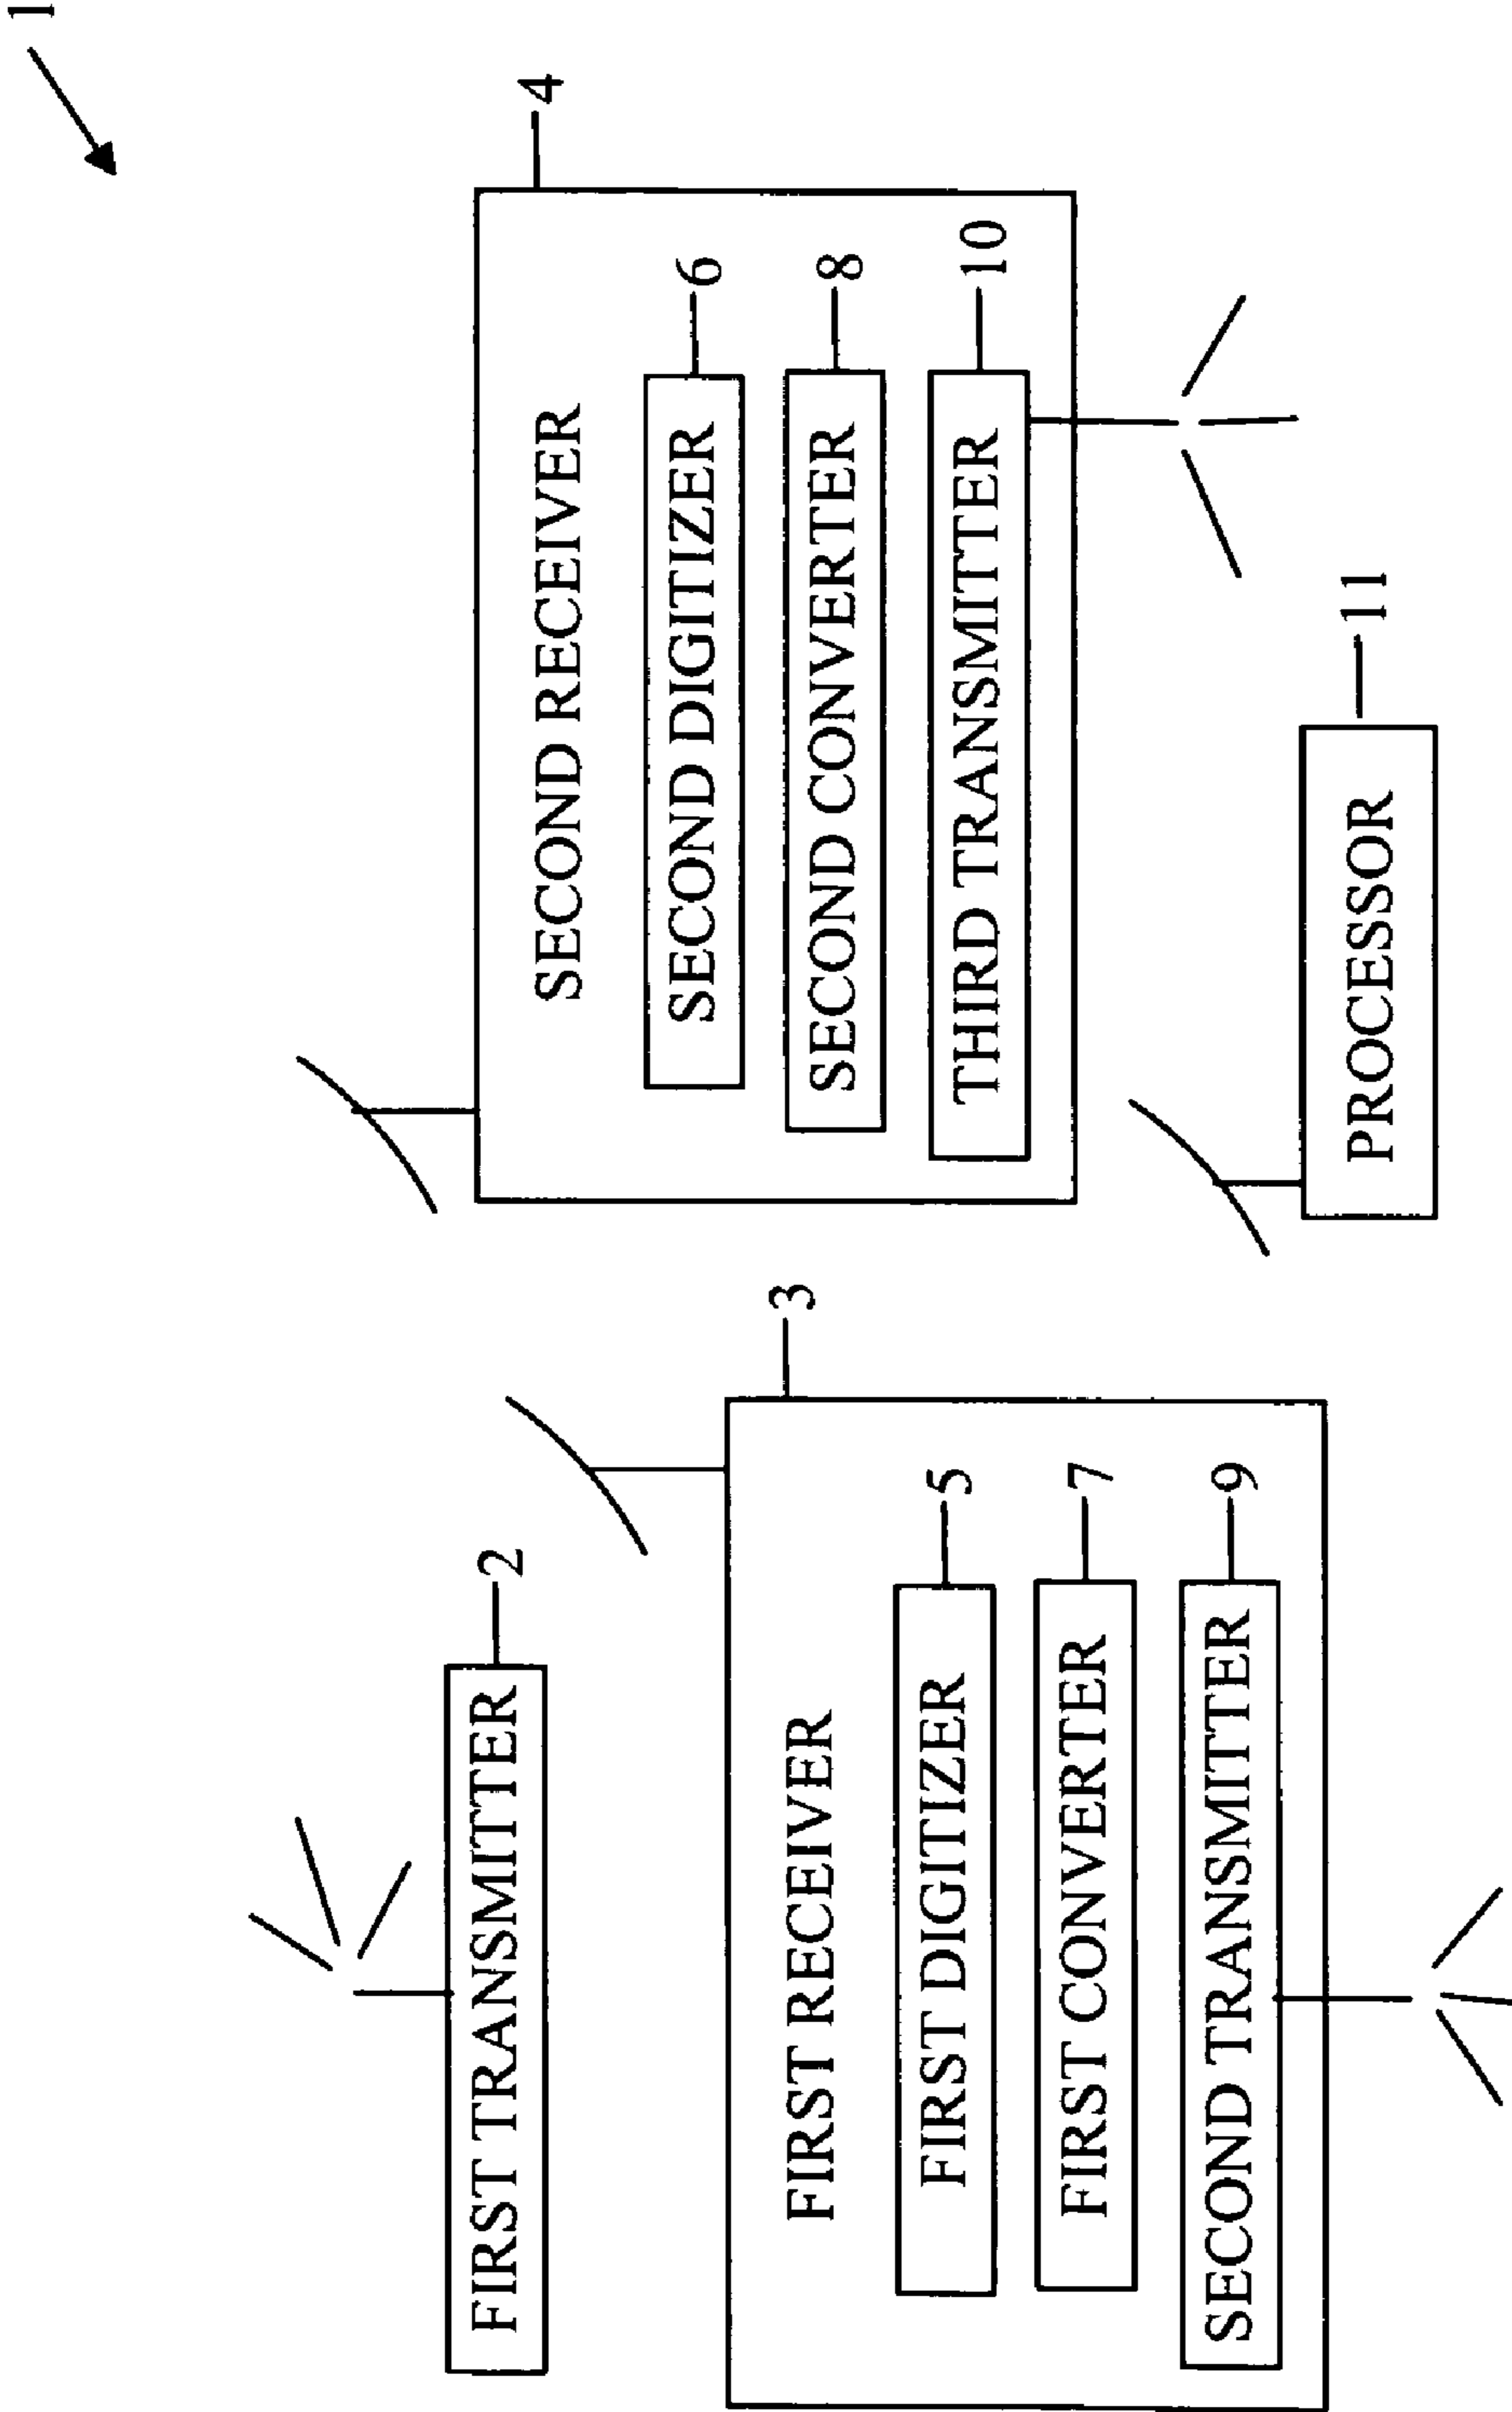 1
FIRST TRANSMITTER
2
SECOND RECEIVER
4
SECOND DIGITIZER
6
SECOND CONVERTER
8
THIRD TRANSMITTER
10
FIRST RECEIVER
3
FIRST DIGITIZER
5
FIRST CONVERTER
7
SECOND TRANSMITTER
9
PROCESSOR
11